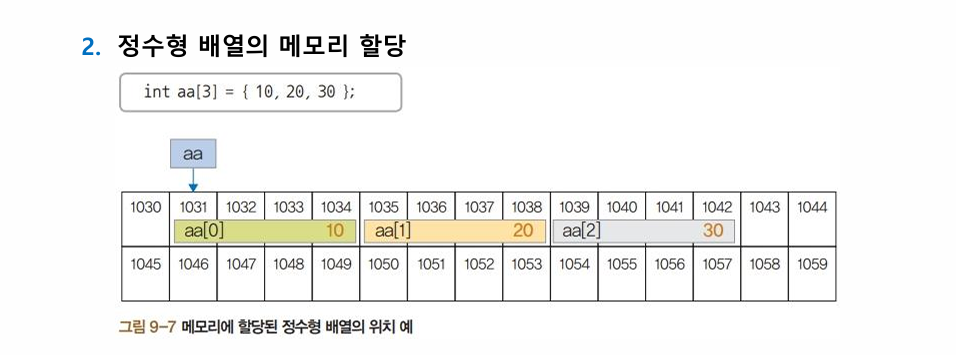 2. 정수형 배열의 메모리 할당
int aa[3] = { 10, 20, 30 };
aa
1030 1031 1032 1033 1034 1035 1036 1037 1038 1039 1040 1041 1042 1043 1044
aa[0] 10 aa[1] 20 aa[2] 30
1045 1046 1047 1048 1049 1050 1051 1052 1053 1054 1055 1056 1057 1058 1059
그림 9-7 메모리에 할당된 정수형 배열의 위치 예